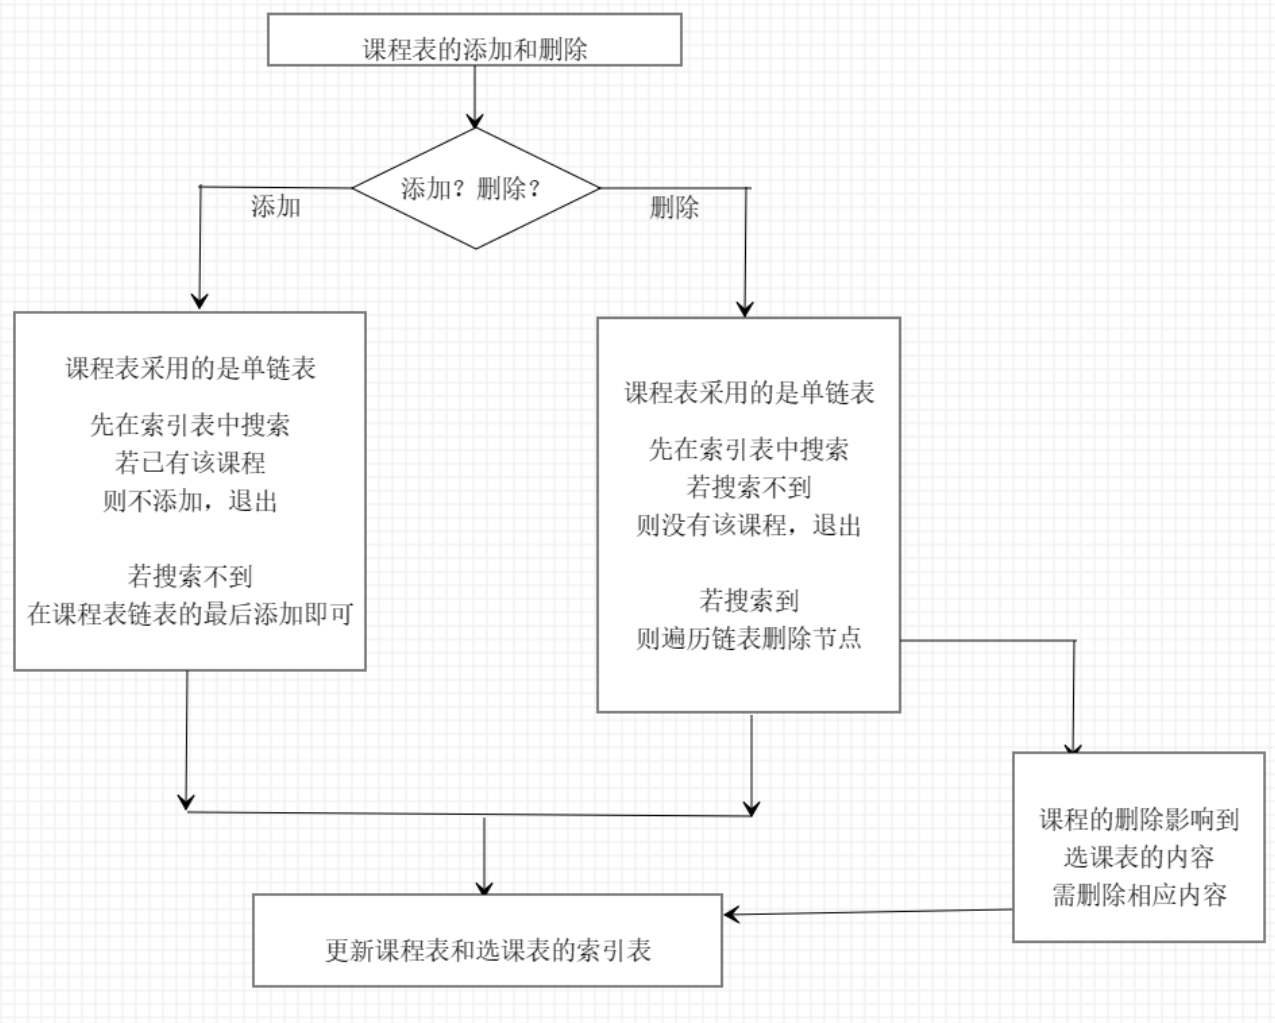 课程表的添加和删除
添加？删除？
添加
删除
课程表采用的是单链表
先在索引表中搜索
若已有该课程
则不添加，退出
若搜索不到
在课程表链表的最后添加即可
课程表采用的是单链表
先在索引表中搜索
若搜索不到
则没有该课程，退出
若搜索到
则遍历链表删除节点
课程的删除影响到
选课表的内容
需删除相应内容
更新课程表和选课表的索引表